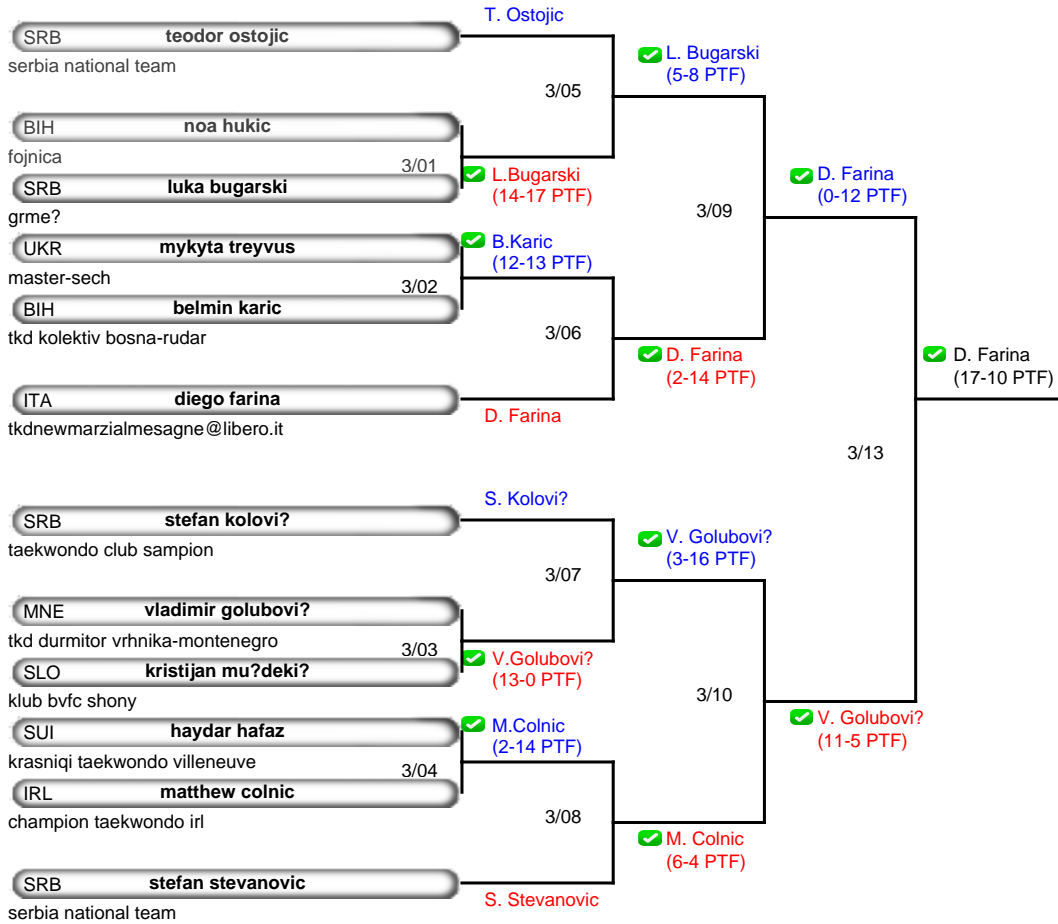 T. Ostojic
SRB teodor ostojic
serbia national team
L. Bugarski
(5-8 PTF)
3/05
BIH noa hukic
fojnica
3/01
L.Bugarski
(14-17 PTF)
SRB luka bugarski
grme?
D. Farina
(0-12 PTF)
3/09
UKR mykyta treyvus
master-sech
B.Karic
(12-13 PTF)
3/02
BIH belmin karic
tkd kolektiv bosna-rudar
3/06
D. Farina
(2-14 PTF)
D. Farina
(17-10 PTF)
ITA diego farina
D. Farina
tkdnewmarzialmesagne@libero.it
3/13
S. Kolovi?
SRB stefan kolovi?
taekwondo club sampion
V. Golubovi?
(3-16 PTF)
3/07
MNE vladimir golubovi?
tkd durmitor vrhnika-montenegro
3/03
V.Golubovi?
(13-0 PTF)
SLO kristijan mu?deki?
klub bvfc shony
3/10
V. Golubovi?
(11-5 PTF)
SUI haydar hafaz
krasniqi taekwondo villeneuve
M.Colnic
(2-14 PTF)
3/04
IRL matthew colnic
champion taekwondo irl
3/08
M. Colnic
(6-4 PTF)
SRB stefan stevanovic
S. Stevanovic
serbia national team